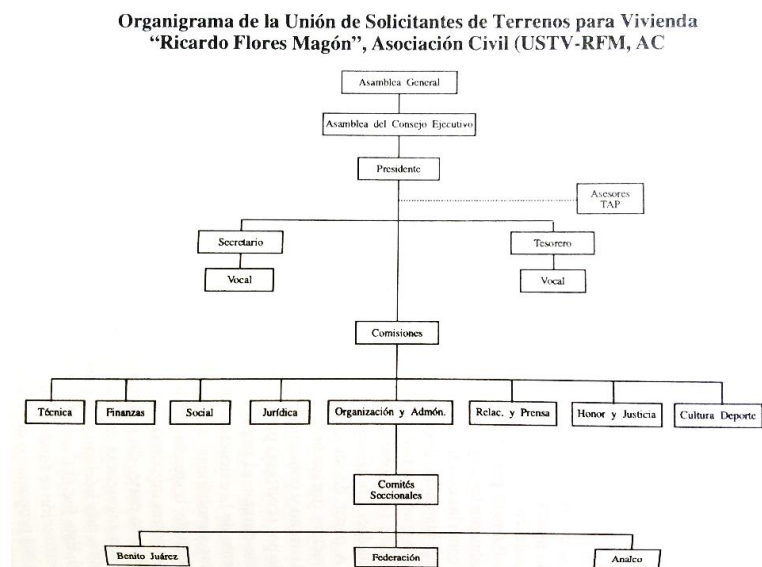 Organigrama de la Unión de Solicitantes de Terrenos para Vivienda
“Ricardo Flores Magón”, Asociación Civil (USTV-RFM, AC
Asamblea General
Asamblea del Consejo Ejecutivo
Presidente
Asesores
TAP
Secretario
Tesorero
Vocal
Vocal
Comisiones
Técnica
Finanzas
Social
Jurídica
Organización y Admón.
Relac. y Prensa
Honor y Justicia
Cultura Deporte
Comités
Seccionales
Benito Juárez
Federación
Analco